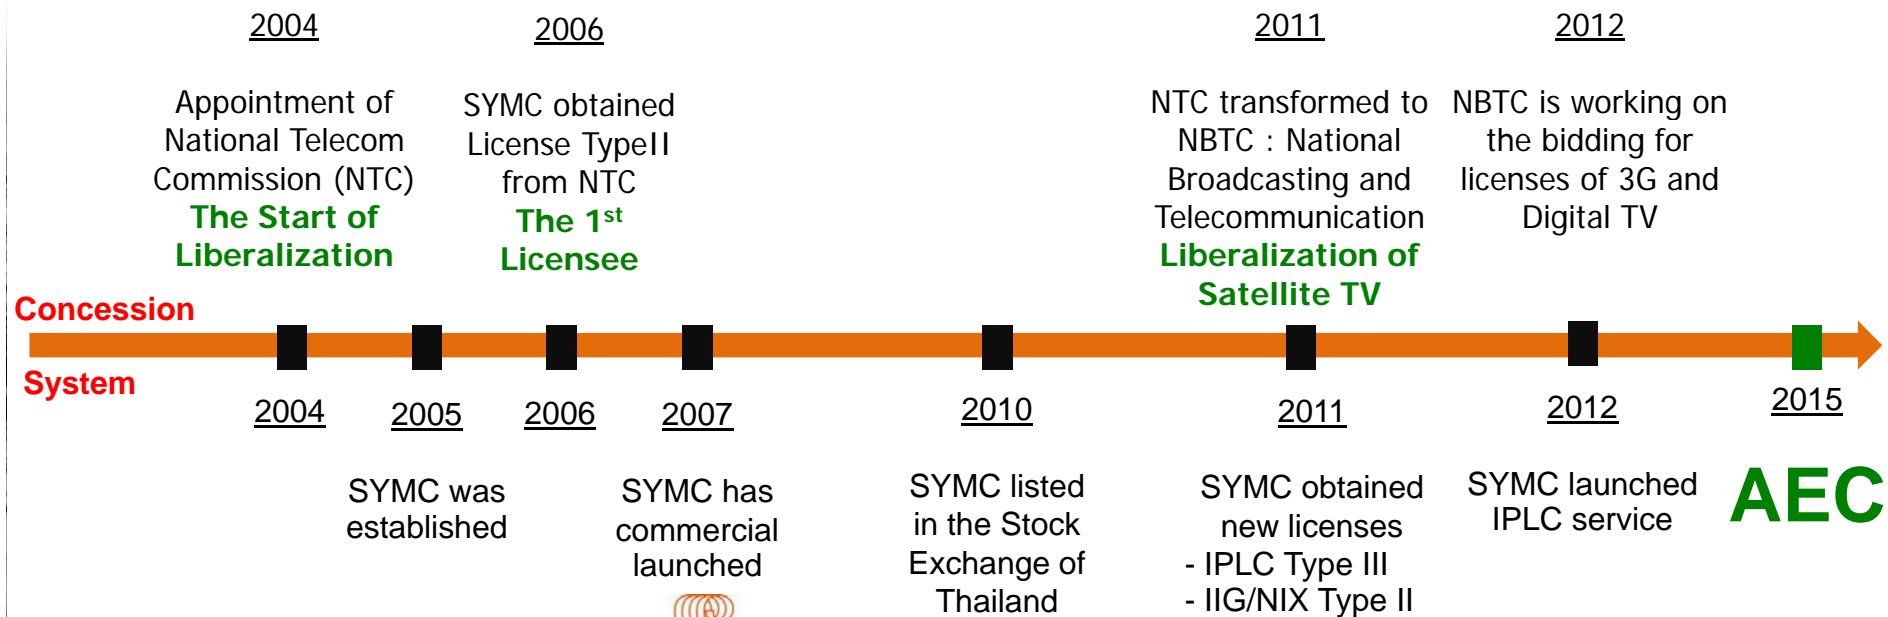 2004
Appointment of
National Telecom
Commission (NTC)
The Start of
Liberalization
2006
SYMC obtained
License TypeII
from NTC
The 1st
Licensee
2011
NTC transformed to
NBTC : National
Broadcasting and
Telecommunication
Liberalization of
Satellite TV
2012
NBTC is working on
the bidding for
licenses of 3G and
Digital TV
Concession
System
2004
2005
SYMC was
established
2006
2007
SYMC has
commercial
launched
2010
SYMC listed
in the Stock
Exchange of
Thailand
2011
SYMC obtained
new licenses
- IPLC Type III
- IIG/NIX Type II
2012
SYMC launched
IPLC service
2015
AEC